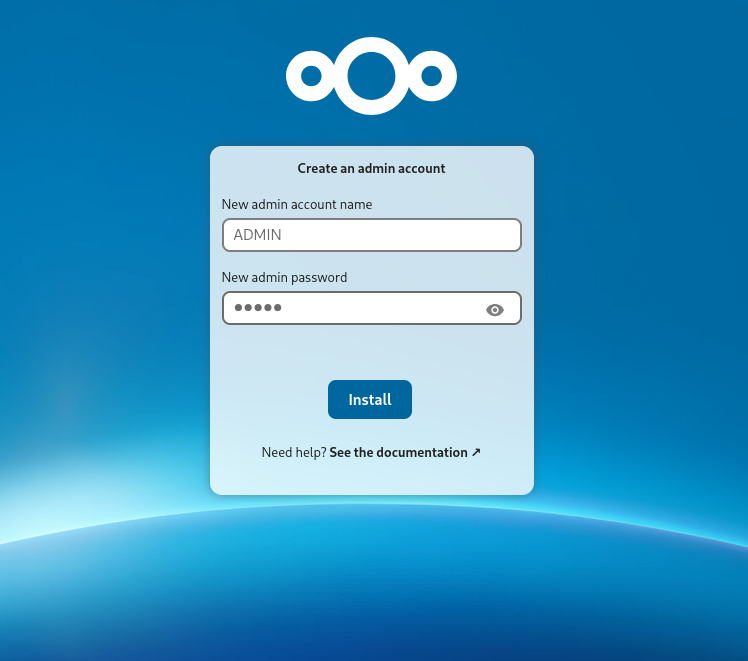 Create an admin account
New admin account name
ADMIN
New admin password
●●●●●
Install
Need help? See the documentation ↗